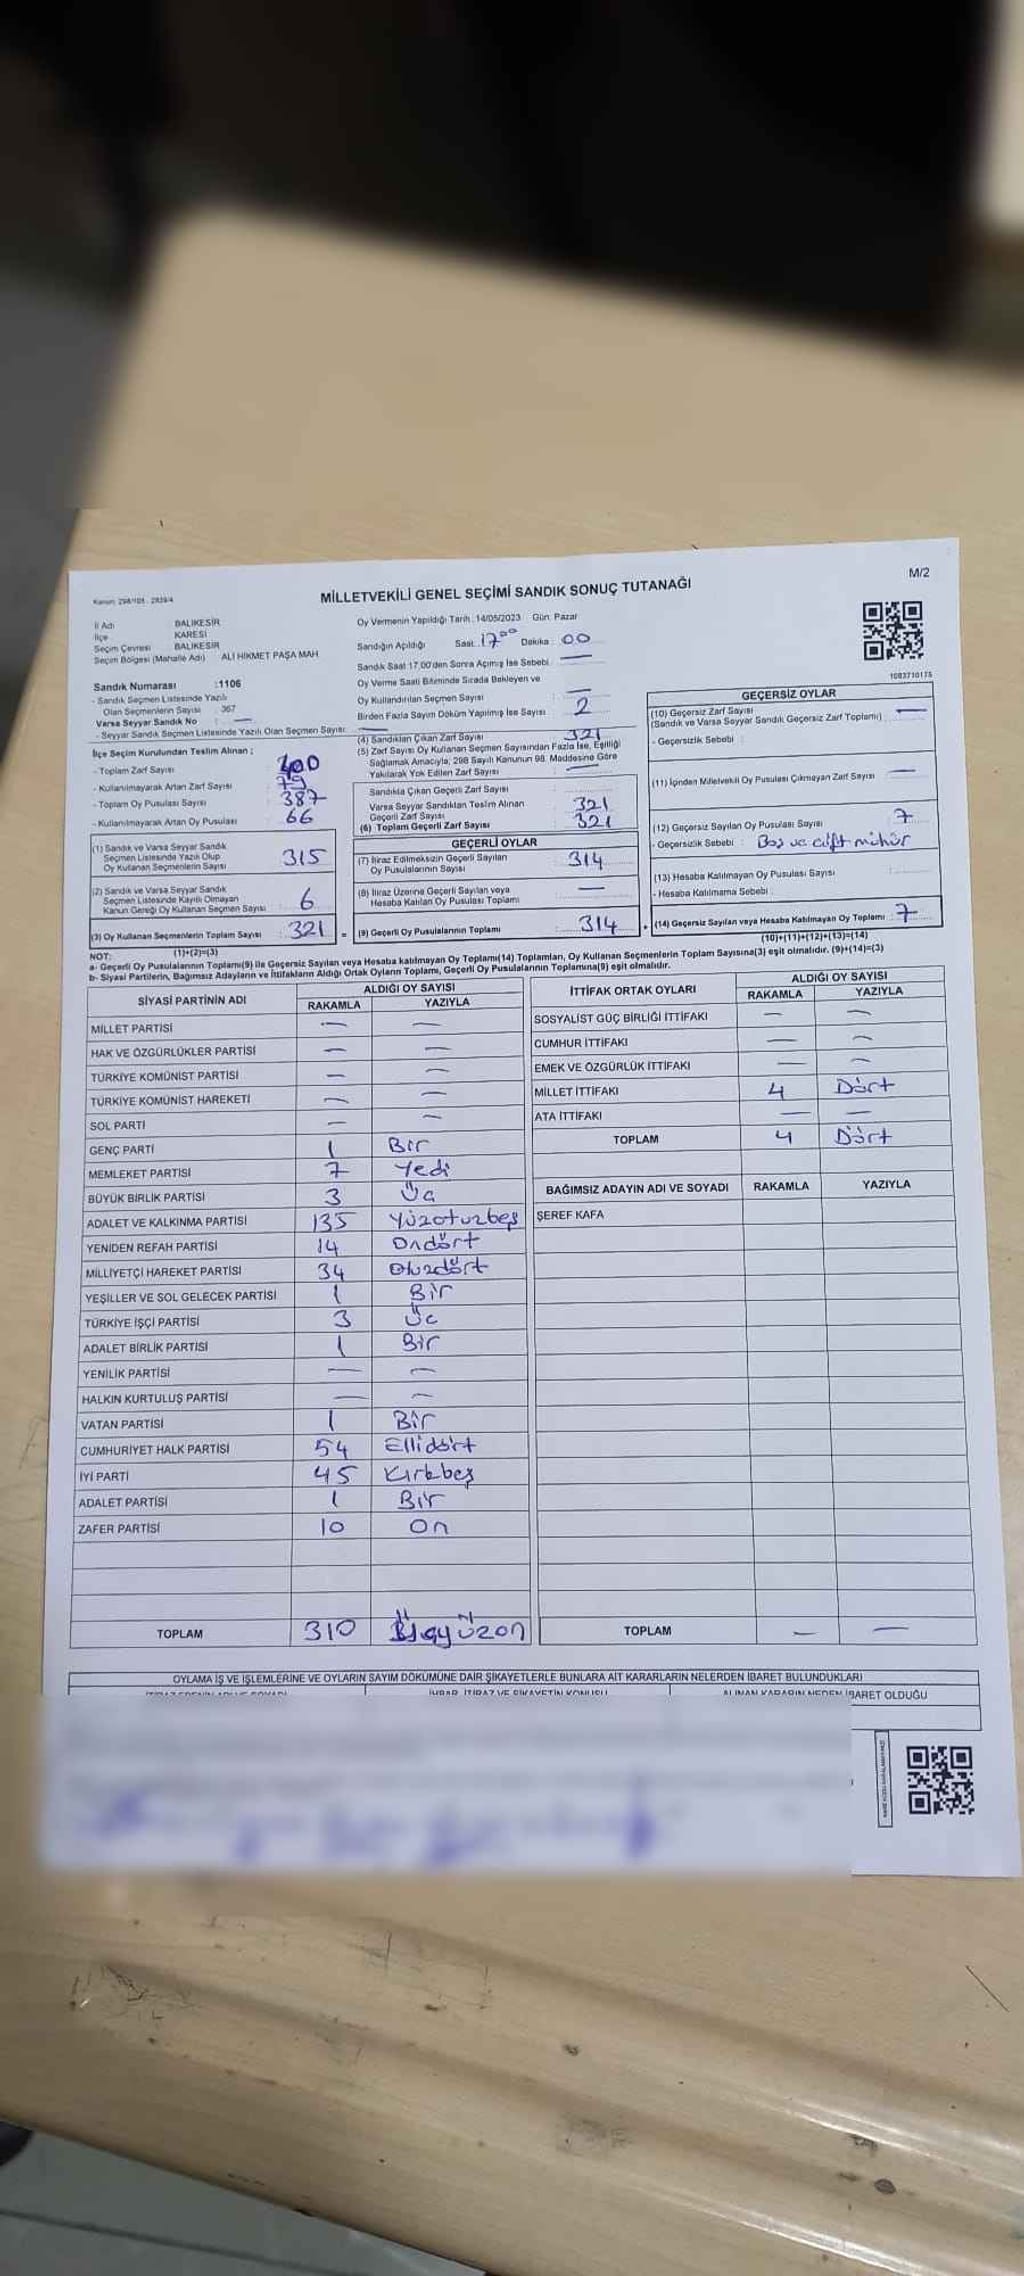 M/2
Kanun: 298/105 - 2839/4
MİLLETVEKİLİ GENEL SEÇİMİ SANDIK SONUÇ TUTANAĞI
İl Adı BALIKESİR
İlçe KARESİ
Seçim Çevresi BALIKESİR
Seçim Bölgesi (Mahalle Adı) ALİ HİKMET PAŞA MAH.
Sandık Numarası :1106
- Sandık Seçmen Listesinde Yazılı
Olan Seçmenlerin Sayısı : 367
Varsa Seyyar Sandık No : —
- Seyyar Sandık Seçmen Listesinde Yazılı Olan Seçmen Sayısı: —
Oy Vermenin Yapıldığı Tarih : 14/05/2023 Gün: Pazar
Sandığın Açıldığı Saat: 17⁰⁰ Dakika : 00
Sandık Saat 17.00'den Sonra Açılmış İse Sebebi: —
Oy Verme Saati Bitiminde Sırada Bekleyen ve
Oy Kullandırılan Seçmen Sayısı : —
Birden Fazla Sayım Döküm Yapılmış İse Sayısı : 2
1083710175
İlçe Seçim Kurulundan Teslim Alınan ;
- Toplam Zarf Sayısı : 400
- Kullanılmayarak Artan Zarf Sayısı : 79
- Toplam Oy Pusulası Sayısı : 387
- Kullanılmayarak Artan Oy Pusulası : 66
(1) Sandık ve Varsa Seyyar Sandık
Seçmen Listesinde Yazılı Olup
Oy Kullanan Seçmenlerin Sayısı : 315
(2) Sandık ve Varsa Seyyar Sandık
Seçmen Listesinde Kayıtlı Olmayan
Kanun Gereği Oy Kullanan Seçmen Sayısı : 6
(3) Oy Kullanan Seçmenlerin Toplam Sayısı : 321 =
(4) Sandıktan Çıkan Zarf Sayısı : 321
(5) Zarf Sayısı Oy Kullanan Seçmen Sayısından Fazla İse, Eşitliği
Sağlamak Amacıyla, 298 Sayılı Kanunun 98. Maddesine Göre
Yakılarak Yok Edilen Zarf Sayısı : —
Sandıkta Çıkan Geçerli Zarf Sayısı :
Varsa Seyyar Sandıktan Teslim Alınan
Geçerli Zarf Sayısı : 321
(6) Toplam Geçerli Zarf Sayısı : 321
GEÇERLİ OYLAR
(7) İtiraz Edilmeksizin Geçerli Sayılan
Oy Pusulalarının Sayısı : 314
(8) İtiraz Üzerine Geçerli Sayılan veya
Hesaba Katılan Oy Pusulası Toplamı : —
(9) Geçerli Oy Pusulalarının Toplamı : 314 +
GEÇERSİZ OYLAR
(10) Geçersiz Zarf Sayısı
(Sandık ve Varsa Seyyar Sandık Geçersiz Zarf Toplamı) : —
- Geçersizlik Sebebi :
(11) İçinden Milletvekili Oy Pusulası Çıkmayan Zarf Sayısı : —
(12) Geçersiz Sayılan Oy Pusulası Sayısı : 7
- Geçersizlik Sebebi : Boş ve çift mühür
(13) Hesaba Katılmayan Oy Pusulası Sayısı :
- Hesaba Katılmama Sebebi :
(14) Geçersiz Sayılan veya Hesaba Katılmayan Oy Toplamı : 7
(10)+(11)+(12)+(13)=(14)
NOT: (1)+(2)=(3)
a- Geçerli Oy Pusulalarının Toplamı(9) ile Geçersiz Sayılan veya Hesaba katılmayan Oy Toplamı(14) Toplamları, Oy Kullanan Seçmenlerin Toplam Sayısına(3) eşit olmalıdır. (9)+(14)=(3)
b- Siyasi Partilerin, Bağımsız Adayların ve İttifakların Aldığı Ortak Oyların Toplamı, Geçerli Oy Pusulalarının Toplamına(9) eşit olmalıdır.
SİYASİ PARTİNİN ADI ALDIĞI OY SAYISI
RAKAMLA YAZIYLA
MİLLET PARTİSİ — —
HAK VE ÖZGÜRLÜKLER PARTİSİ — —
TÜRKİYE KOMÜNİST PARTİSİ — —
TÜRKİYE KOMÜNİST HAREKETİ — —
SOL PARTİ — —
GENÇ PARTİ 1 Bir
MEMLEKET PARTİSİ 7 Yedi
BÜYÜK BİRLİK PARTİSİ 3 Üç
ADALET VE KALKINMA PARTİSİ 135 Yüzotuzbeş
YENİDEN REFAH PARTİSİ 14 Ondört
MİLLİYETÇİ HAREKET PARTİSİ 34 Otuzdört
YEŞİLLER VE SOL GELECEK PARTİSİ 1 Bir
TÜRKİYE İŞÇİ PARTİSİ 3 Üç
ADALET BİRLİK PARTİSİ 1 Bir
YENİLİK PARTİSİ — —
HALKIN KURTULUŞ PARTİSİ — —
VATAN PARTİSİ 1 Bir
CUMHURİYET HALK PARTİSİ 54 Ellidört
İYİ PARTİ 45 Kırkbeş
ADALET PARTİSİ 1 Bir
ZAFER PARTİSİ 10 On
TOPLAM 310 Üçyüzon
İTTİFAK ORTAK OYLARI ALDIĞI OY SAYISI
RAKAMLA YAZIYLA
SOSYALİST GÜÇ BİRLİĞİ İTTİFAKI — —
CUMHUR İTTİFAKI — —
EMEK VE ÖZGÜRLÜK İTTİFAKI — —
MİLLET İTTİFAKI 4 Dört
ATA İTTİFAKI — —
TOPLAM 4 Dört
BAĞIMSIZ ADAYIN ADI VE SOYADI RAKAMLA YAZIYLA
ŞEREF KAFA
TOPLAM — —
OYLAMA İŞ VE İŞLEMLERİNE VE OYLARIN SAYIM DÖKÜMÜNE DAİR ŞİKAYETLERLE BUNLARA AİT KARARLARIN NELERDEN İBARET BULUNDUKLARI
İHBAR, İTİRAZ VE ŞİKAYETİN KONUSU ALINAN KARARIN NEDEN İBARET OLDUĞU